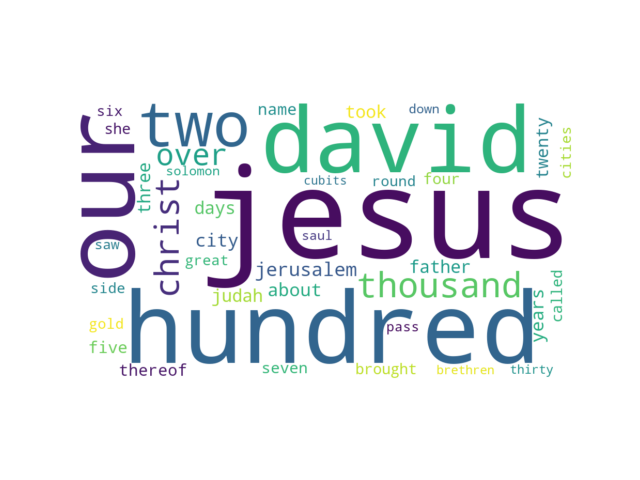 six
name
took
down
she
two
david
twenty
cities
our
over
solomon
three
cubits
round
four
jesus
christ
days
saw
city
saul
great
jerusalem
father
side
judah
about
thousand
called
years
gold
hundred
pass
five
thereof
seven
brought
brethren
thirty